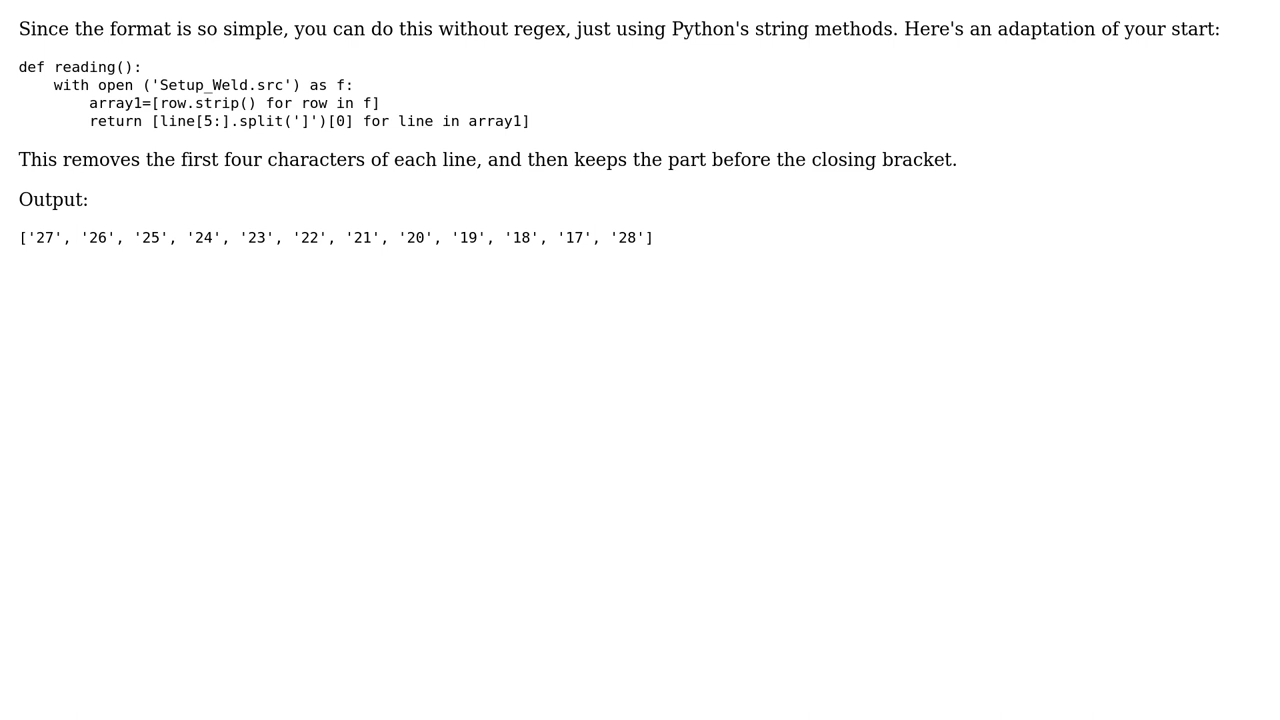 Since the format is so simple, you can do this without regex, just using Python's string methods. Here's an adaptation of your start:
def reading():
    with open ('Setup_Weld.src') as f:
        array1=[row.strip() for row in f]
        return [line[5:].split(']')[0] for line in array1]
This removes the first four characters of each line, and then keeps the part before the closing bracket.
Output:
['27', '26', '25', '24', '23', '22', '21', '20', '19', '18', '17', '28']